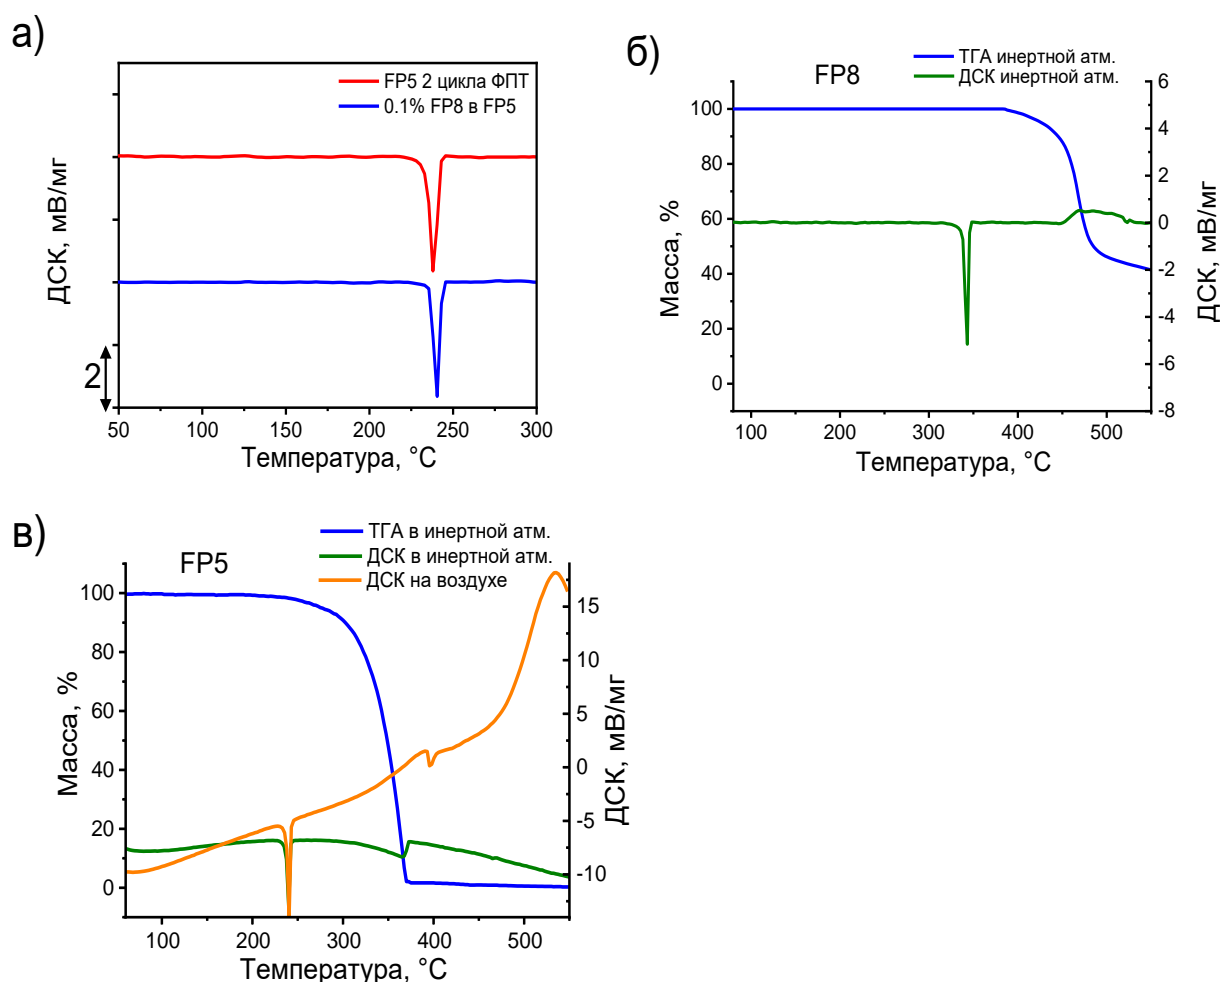 а)
FP5 2 цикла ФПТ
0.1% FP8 в FP5
ДСК, мВ/мг
2
50 100 150 200 250 300
Температура, °C
б)
FP8
ТГА инертной атм.
ДСК инертной атм.
100
80
60
40
20
0
Масса, %
6
4
2
0
-2
-4
-6
-8
ДСК, мВ/мг
100 200 300 400 500
Температура, °C
в)
FP5
ТГА в инертной атм.
ДСК в инертной атм.
ДСК на воздухе
100
80
60
40
20
0
Масса, %
15
10
5
0
-5
-10
ДСК, мВ/мг
100 200 300 400 500
Температура, °C